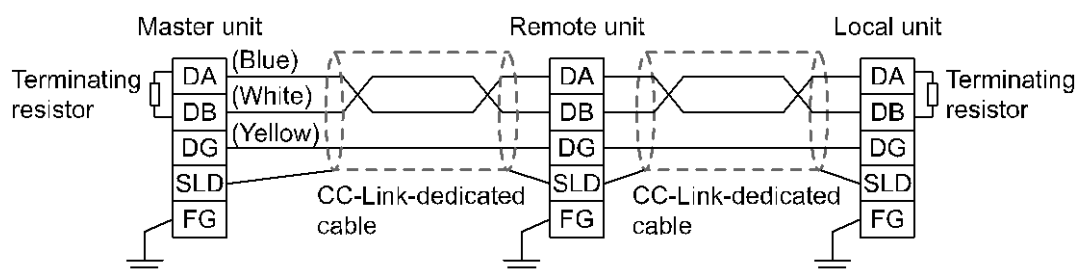 Master unit
Remote unit
Local unit
Terminating
resistor
DA
DB
DG
SLD
FG
(Blue)
(White)
(Yellow)
CC-Link-dedicated
cable
DA
DB
DG
SLD
FG
CC-Link-dedicated
cable
DA
DB
DG
SLD
FG
Terminating
resistor